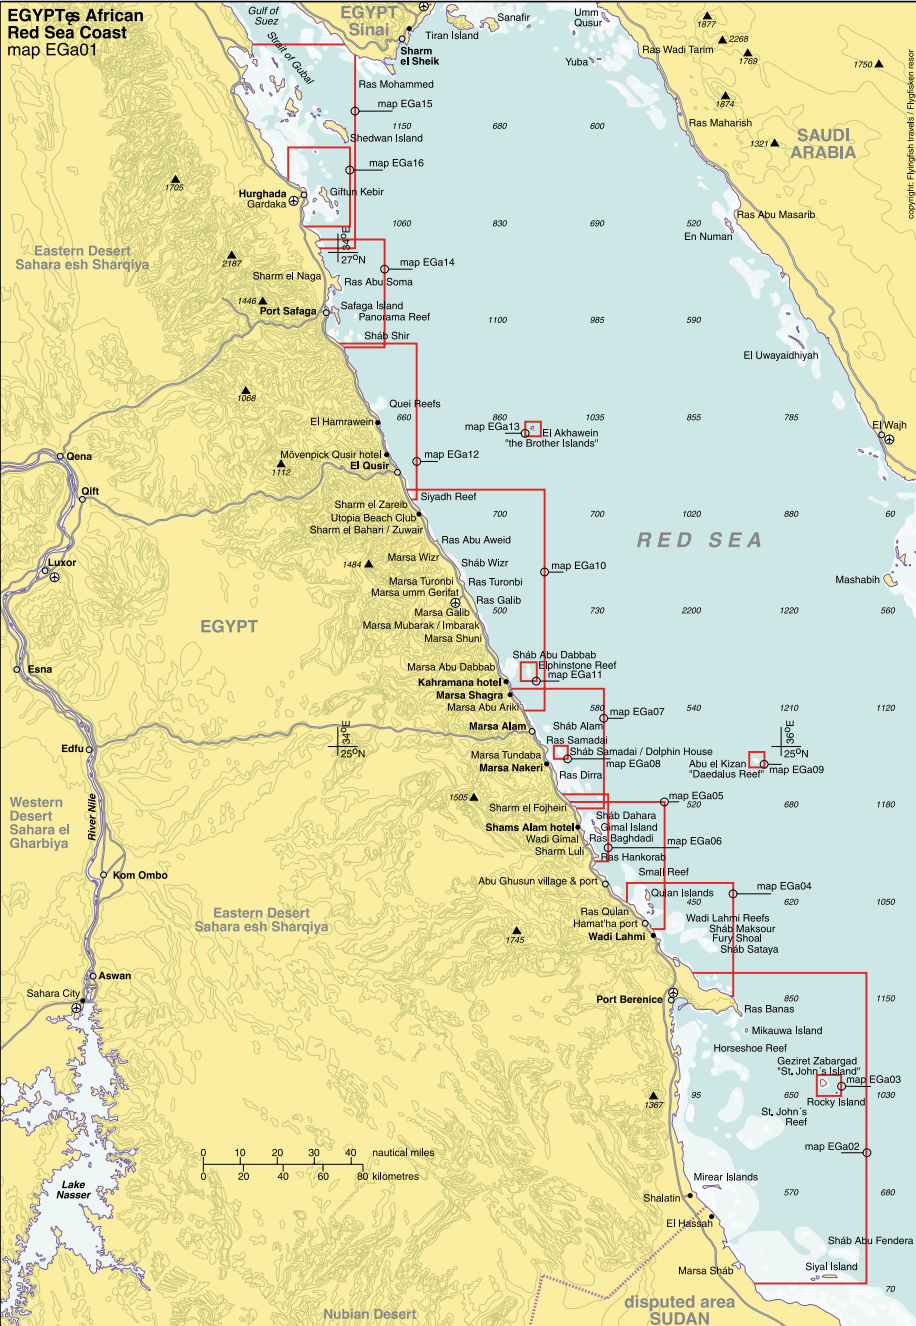 EGYPTęs African
Red Sea Coast
map EGa01
Gulf of
Suez
Strait of Gubal
EGYPT
Sinai
Sharm
el Sheik
Tiran Island
Sanafir
Umm
Qusur
Yuba
1877
2268
1769
1750
Ras Wadi Tarim
1874
Ras Maharish
1321
SAUDI
ARABIA
copyright: Flyingfish travels / Flygfisken resor
Ras Mohammed
map EGa15
1150
680
600
Shedwan Island
map EGa16
1705
Hurghada
Gardaka
Giftun Kebir
1060
830
690
520
Ras Abu Masarib
En Numan
34°E
27°N
Eastern Desert
Sahara esh Sharqiya
2187
map EGa14
Sharm el Naga
Ras Abu Soma
1446
Port Safaga
Safaga Island
Panorama Reef
1100
985
590
Sháb Shir
El Uwayaidhiyah
1068
Quei Reefs
660
860
1035
855
785
El Hamrawein
map EGa13
El Akhawein
"the Brother Islands"
El Wajh
Qena
Mövenpick Qusir hotel
map EGa12
1112
El Qusir
Qift
Siyadh Reef
Sharm el Zareib
Utopia Beach Club
Sharm el Bahari / Zuwair
700
700
1020
880
60
RED SEA
Ras Abu Aweid
Marsa Wizr
Sháb Wizr
1484
Luxor
map EGa10
Mashabih
Marsa Turonbi
Ras Turonbi
Marsa umm Gerifat
Ras Galib
Marsa Galib
500
730
2200
1220
560
Marsa Mubarak / Imbarak
EGYPT
Marsa Shuni
Sháb Abu Dabbab
Esna
Marsa Abu Dabbab
Elphinstone Reef
map EGa11
Kahramana hotel
Marsa Shagra
Marsa Abu Ariki
580
map EGa07
540
1210
1120
Marsa Alam
Sháb Alam
34°E
25°N
36°E
25°N
Ras Samadai
Edfu
Sháb Samadai / Dolphin House
Marsa Tundaba
map EGa08
Abu el Kizan
"Daedalus Reef"
map EGa09
Marsa Nakeri
Ras Dirra
Western
Desert
Sahara el
Gharbiya
River Nile
1505
map EGa05
Sharm el Fojheiri
520
680
1180
Sháb Dahara
Shams Alam hotel
Gimal Island
Wadi Gimal
Ras Baghdadi
Sharm Luli
map EGa06
Ras Hankorab
Small Reef
Kom Ombo
Abu Ghusun village & port
map EGa04
Qulan Islands
450
620
1050
Eastern Desert
Sahara esh Sharqiya
Ras Qulan
Hamat'ha port
Wadi Lahmi
Wadi Lahmi Reefs
Sháb Maksour
Fury Shoal
Sháb Sataya
1745
Aswan
Sahara City
Port Berenice
850
1150
Ras Banas
Mikauwa Island
Horseshoe Reef
Geziret Zabargad
"St. John´s Island"
map EGa03
1367
95
650
Rocky Island
1030
St. John´s
Reef
map EGa02
0 10 20 30 40 nautical miles
0 20 40 60 80 kilometres
Lake
Nasser
Mirear Islands
Shalatin
570
680
El Hassah
Sháb Abu Fendera
Marsa Sháb
Siyal Island
70
Nubian Desert
disputed area
SUDAN